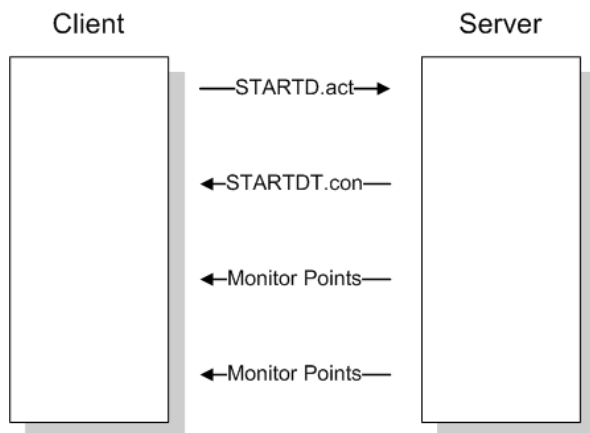 Client
Server
STARTD.act
STARTDT.con
Monitor Points
Monitor Points